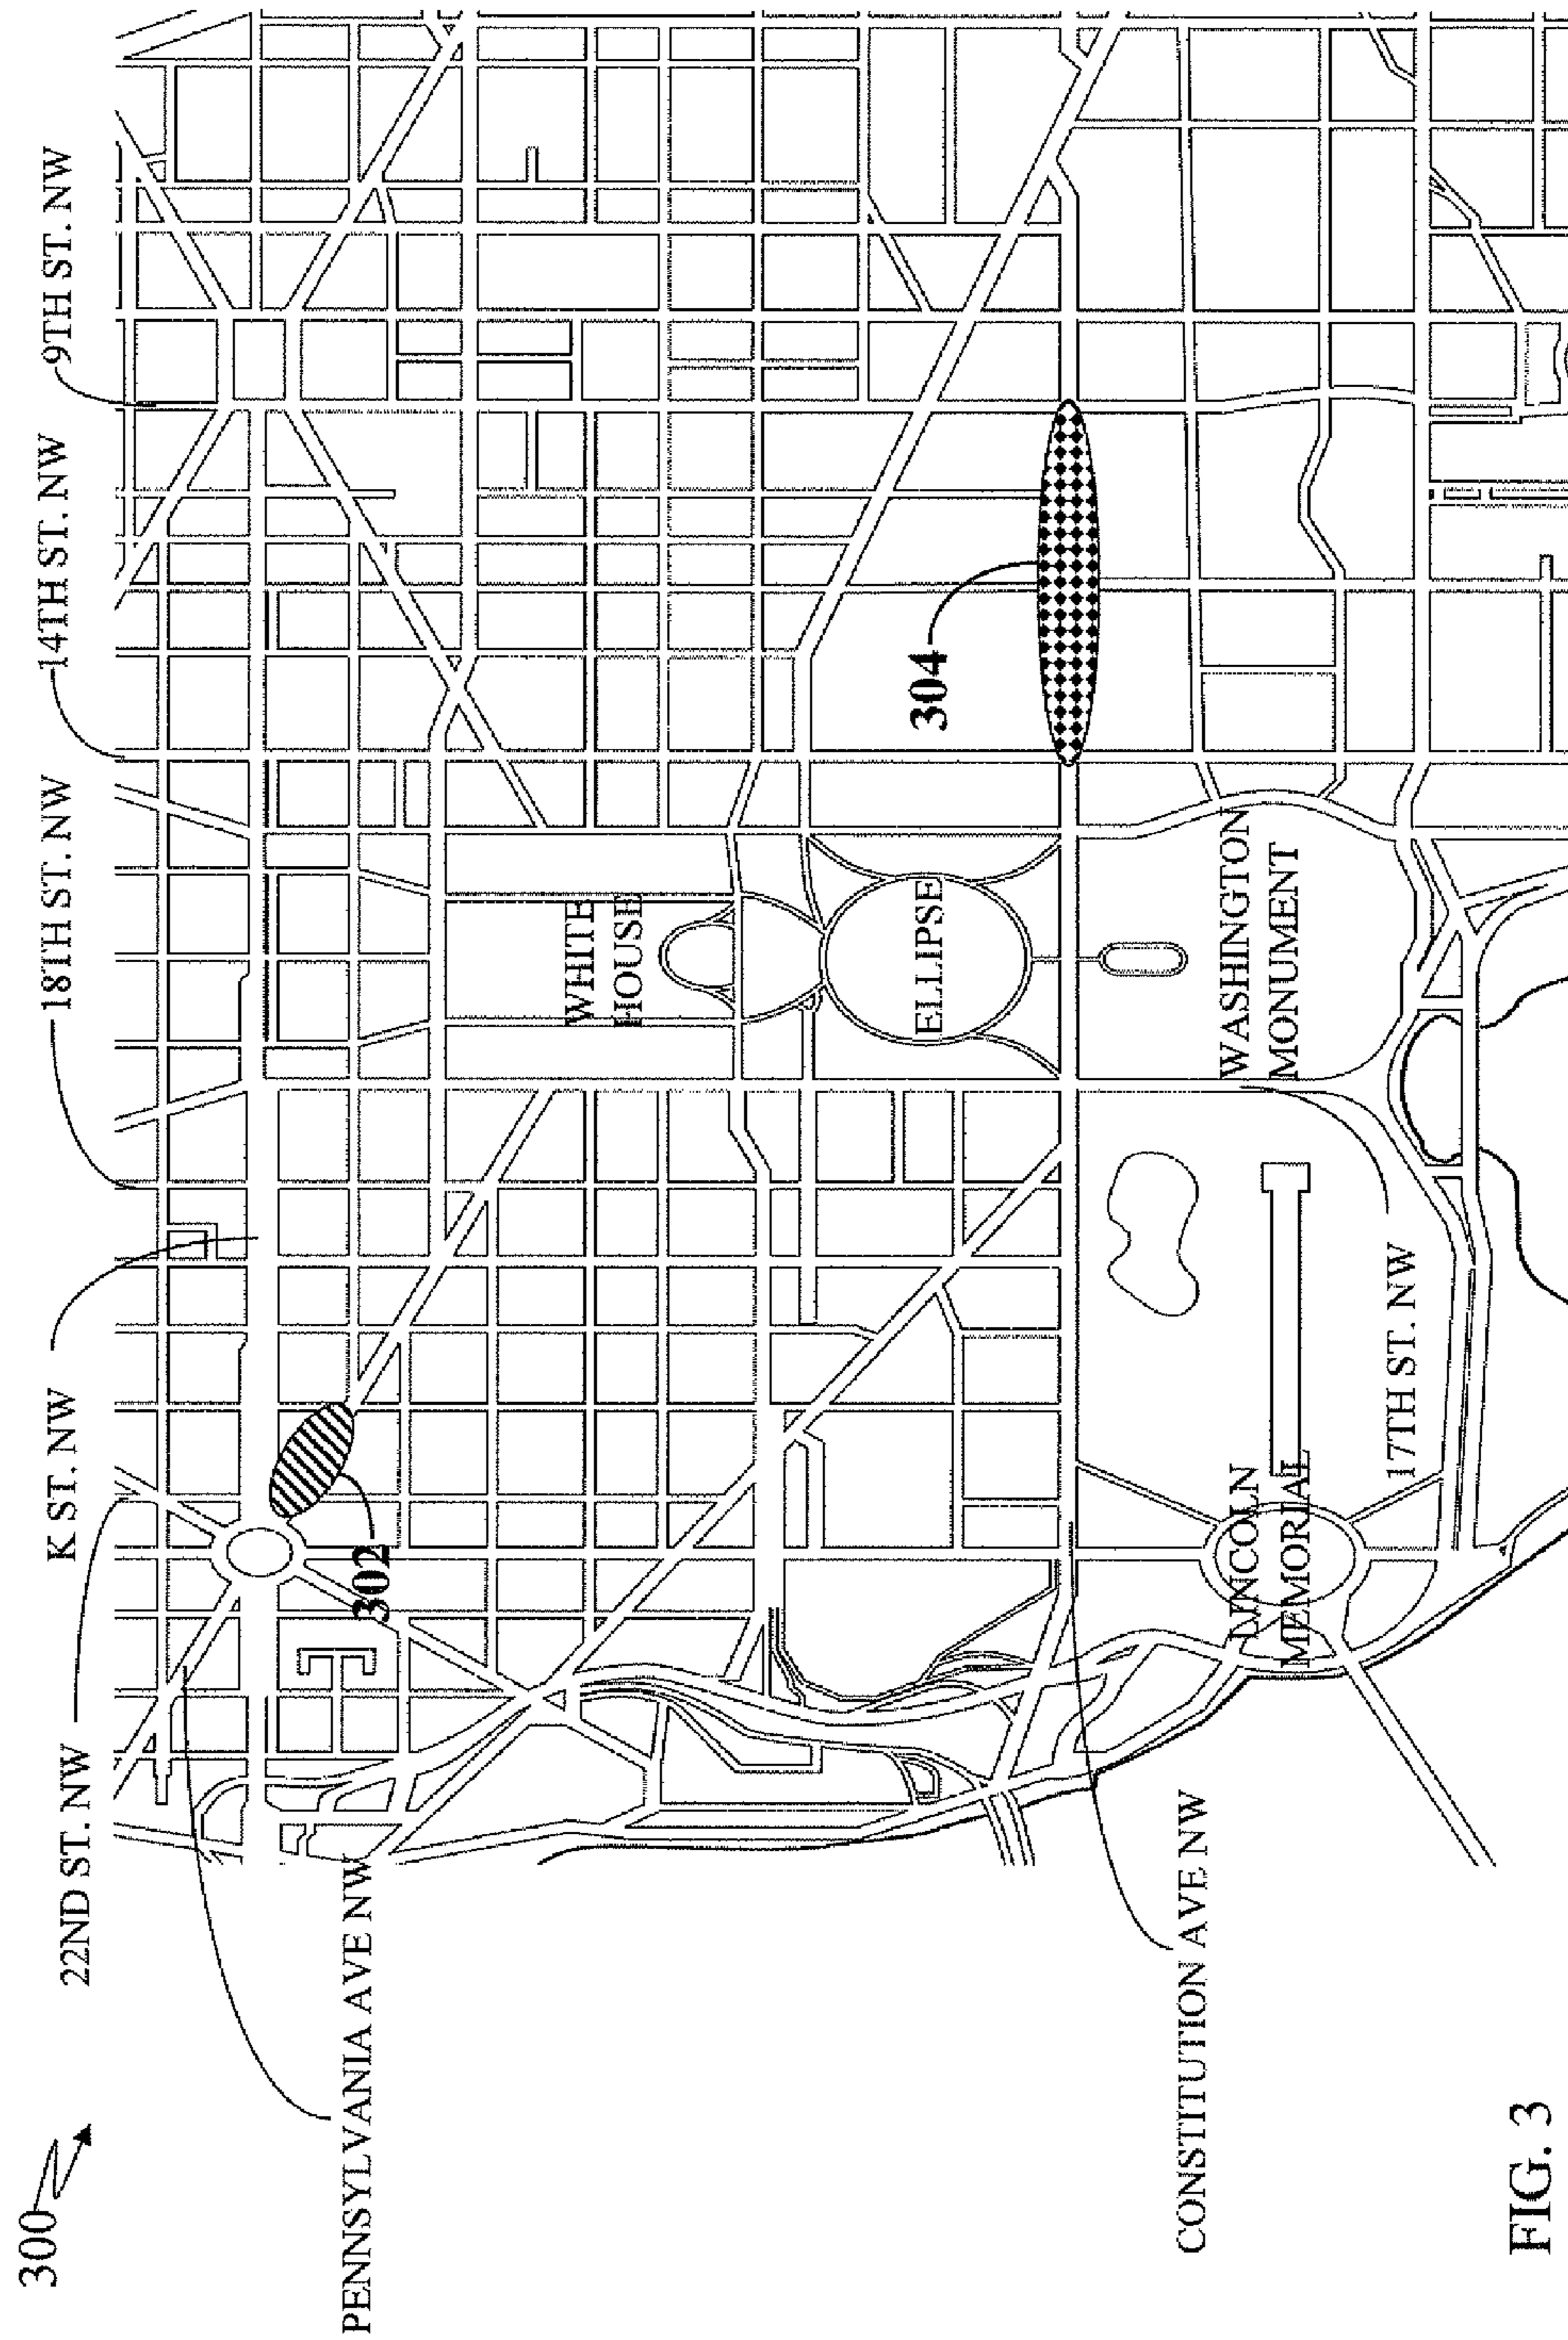 300
22ND ST. NW
K ST. NW
18TH ST. NW
14TH ST. NW
9TH ST. NW
PENNSYLVANIA AVE NW
302
WHITE
HOUSE
304
ELLIPSE
CONSTITUTION AVE NW
LINCOLN
MEMORIAL
WASHINGTON
MONUMENT
17TH ST. NW
FIG. 3